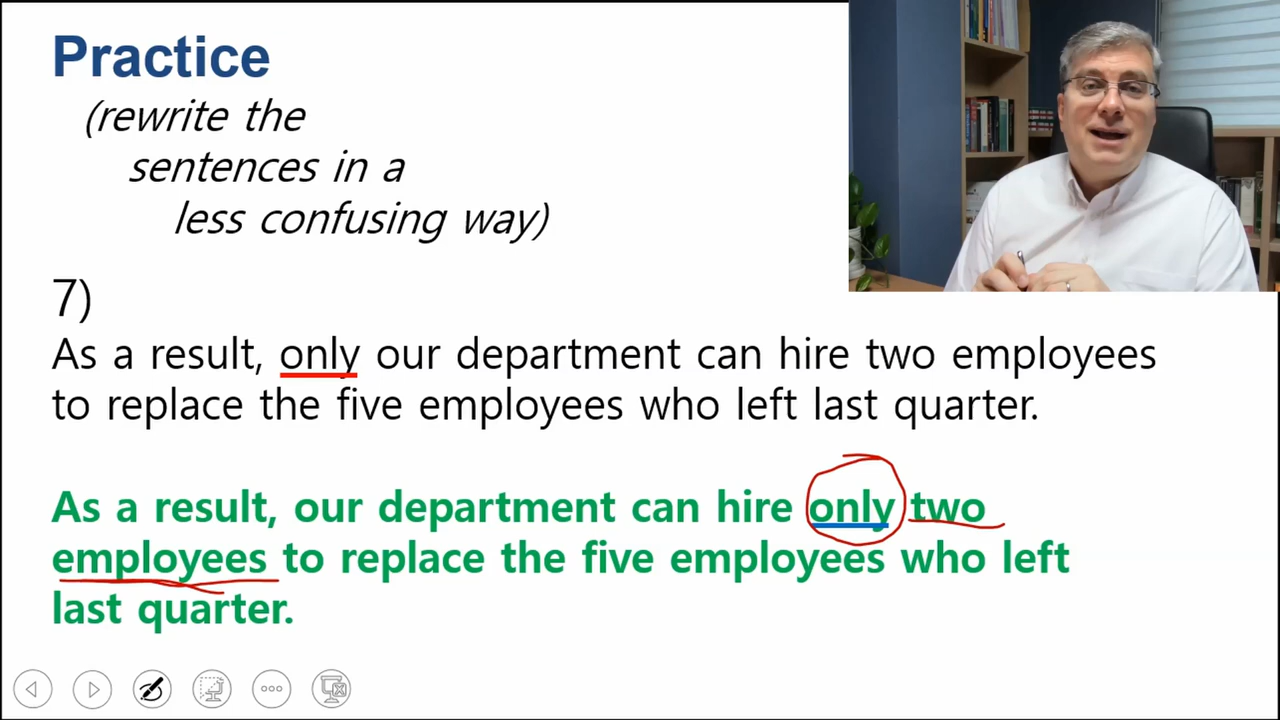 Practice
(rewrite the
sentences in a
less confusing way)
7)
As a result, only our department can hire two employees
to replace the five employees who left last quarter.
As a result, our department can hire only two
employees to replace the five employees who left
last quarter.